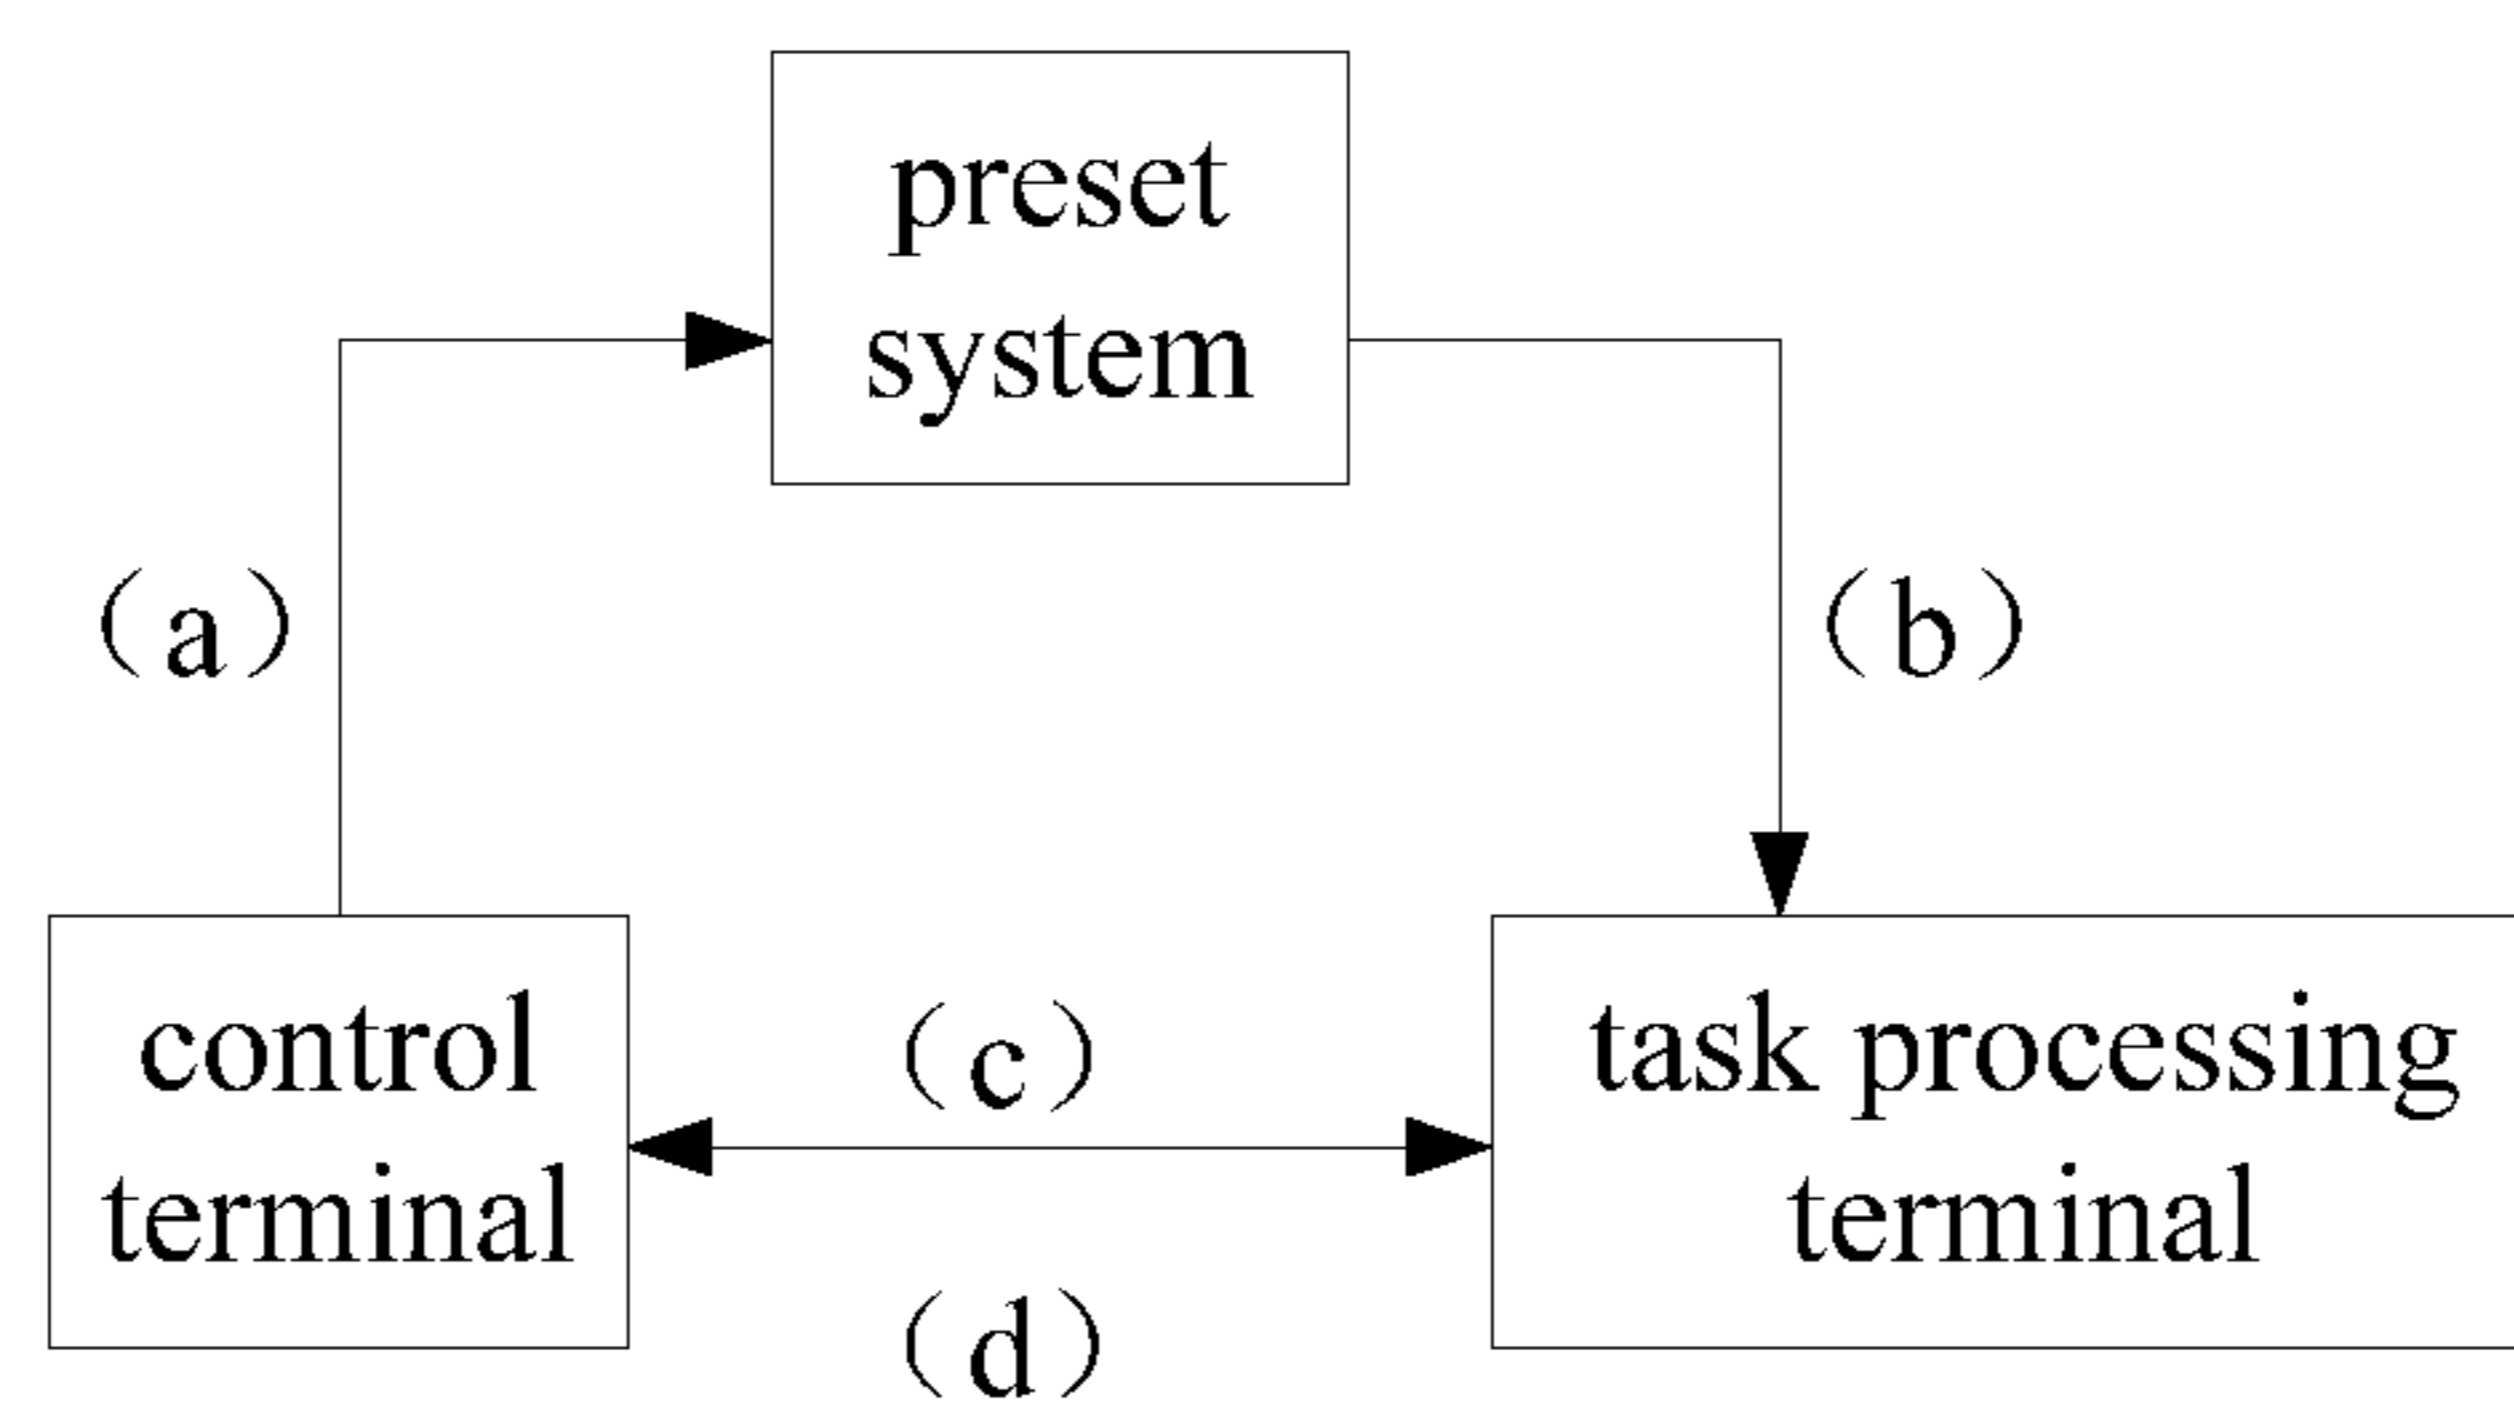 preset
system
（a）
（b）
control
terminal
（c）
（d）
task processing
terminal